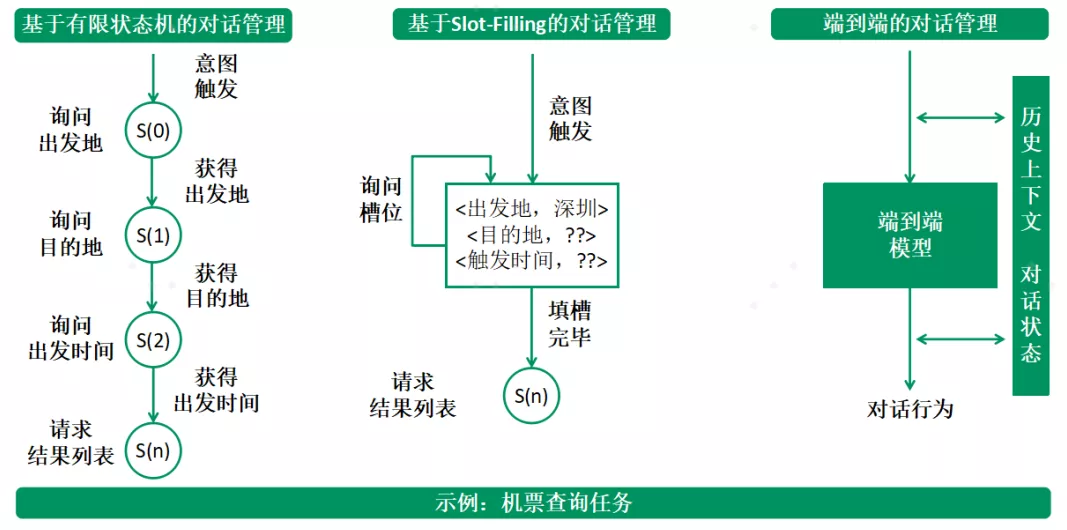 基于有限状态机的对话管理
意图
触发
询问
出发地
S(0)
获得
出发地
询问
目的地
S(1)
获得
目的地
询问
出发时间
S(2)
获得
出发时间
请求
结果列表
S(n)
基于Slot-Filling的对话管理
意图
触发
询问
槽位
<出发地，深圳>
<目的地，??>
<触发时间，??>
填槽
完毕
请求
结果列表
S(n)
端到端的对话管理
端到端
模型
历史上下文 对话状态
对话行为
示例：机票查询任务